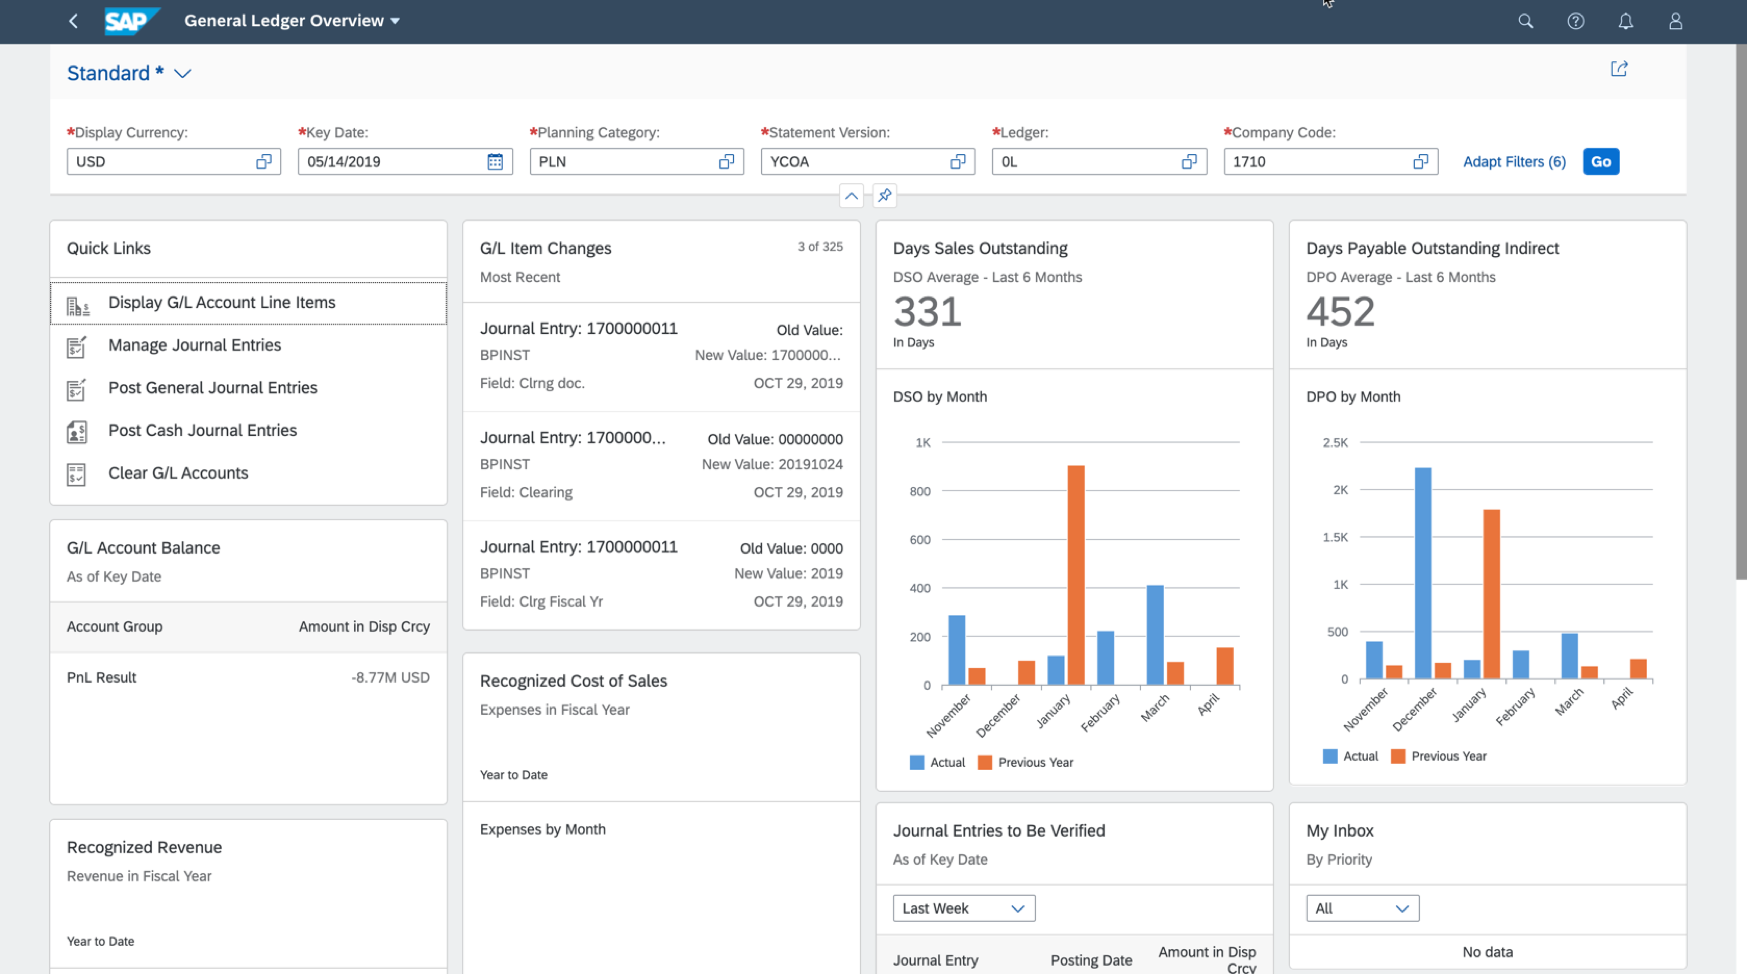 SAP
General Ledger Overview
Standard *
*Display Currency:
USD
*Key Date:
05/14/2019
*Planning Category:
PLN
*Statement Version:
YCOA
*Ledger:
0L
*Company Code:
1710
Adapt Filters (6)
Go
Quick Links
Display G/L Account Line Items
Manage Journal Entries
Post General Journal Entries
Post Cash Journal Entries
Clear G/L Accounts
G/L Account Balance
As of Key Date
Account Group Amount in Disp Crcy
PnL Result -8.77M USD
Recognized Revenue
Revenue in Fiscal Year
Year to Date
G/L Item Changes 3 of 325
Most Recent
Journal Entry: 1700000011 Old Value:
BPINST New Value: 1700000...
Field: Clrng doc. OCT 29, 2019
Journal Entry: 1700000... Old Value: 00000000
BPINST New Value: 20191024
Field: Clearing OCT 29, 2019
Journal Entry: 1700000011 Old Value: 0000
BPINST New Value: 2019
Field: Clrg Fiscal Yr OCT 29, 2019
Recognized Cost of Sales
Expenses in Fiscal Year
Year to Date
Expenses by Month
Days Sales Outstanding
DSO Average - Last 6 Months
331
In Days
DSO by Month
1K
800
600
400
200
0
November
December
January
February
March
April
Actual Previous Year
Days Payable Outstanding Indirect
DPO Average - Last 6 Months
452
In Days
DPO by Month
2.5K
2K
1.5K
1K
500
0
November
December
January
February
March
April
Actual Previous Year
Journal Entries to Be Verified
As of Key Date
Last Week
Journal Entry Posting Date Amount in Disp
Crcy
My Inbox
By Priority
All
No data